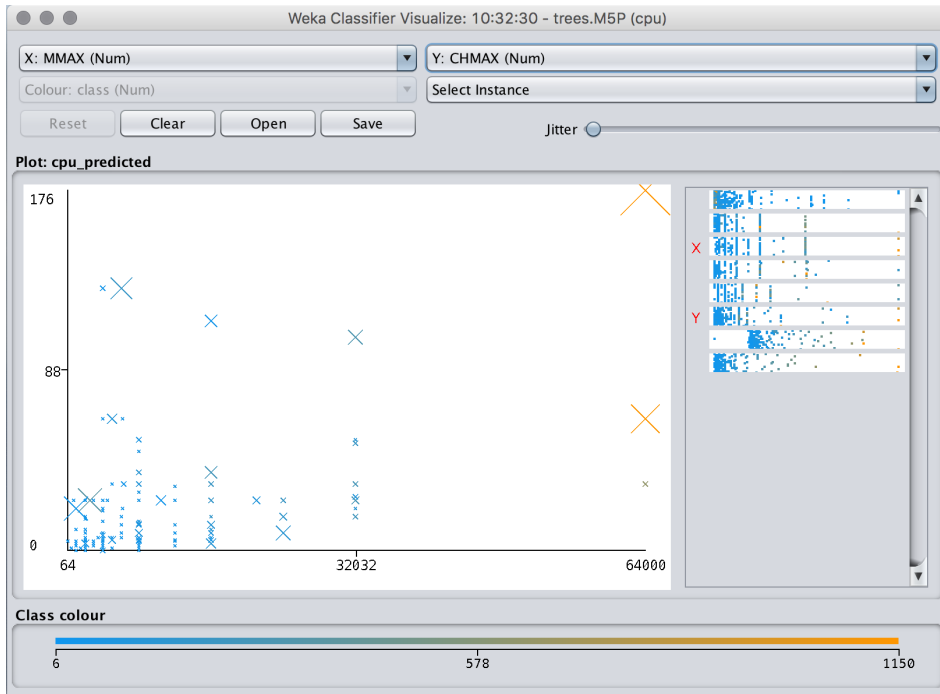 Weka Classifier Visualize: 10:32:30 - trees.M5P (cpu)
X: MMAX (Num)
Y: CHMAX (Num)
Colour: class (Num)
Select Instance
Reset
Clear
Open
Save
Jitter
Plot: cpu_predicted
176
88
0
64
32032
64000
X
Y
Class colour
6
578
1150